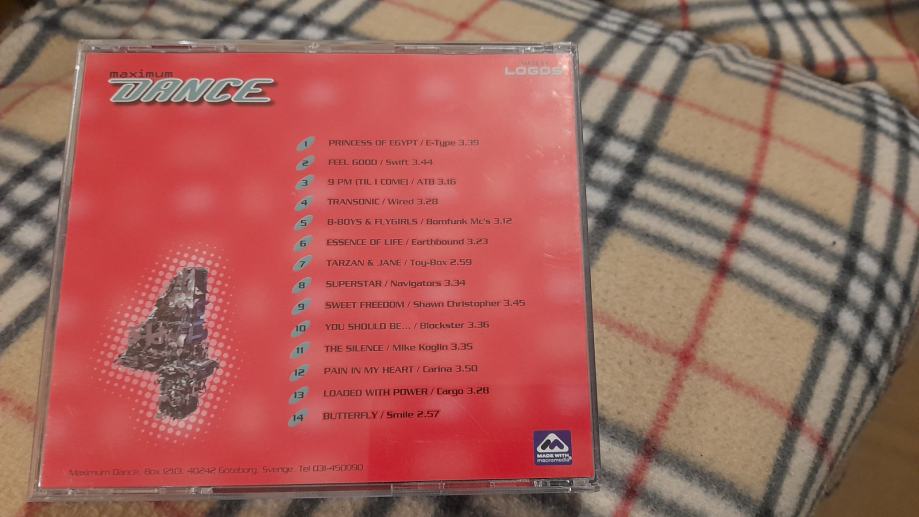 maximum
DANCE
LOGOS
1 PRINCESS OF EGYPT / E-Type 3.39
2 FEEL GOOD / Swift 3.44
3 9 PM (TIL I COME) / ATB 3.16
4 TRANSONIC / Wired 3.28
5 B-BOYS & FLYGIRLS / Bomfunk Mc's 3.12
6 ESSENCE OF LIFE / Earthbound 3.23
7 TARZAN & JANE / Toy-Box 2.59
8 SUPERSTAR / Navigators 3.34
9 SWEET FREEDOM / Shawn Christopher 3.45
10 YOU SHOULD BE... / Blockster 3.36
11 THE SILENCE / Mike Koglin 3.35
12 PAIN IN MY HEART / Carina 3.50
13 LOADED WITH POWER / Cargo 3.28
14 BUTTERFLY / Smile 2.57
MADE WITH
macromedia
Maximum Dance, Box 12101, 40242 Göteborg, Sverige. Tel 031-450090